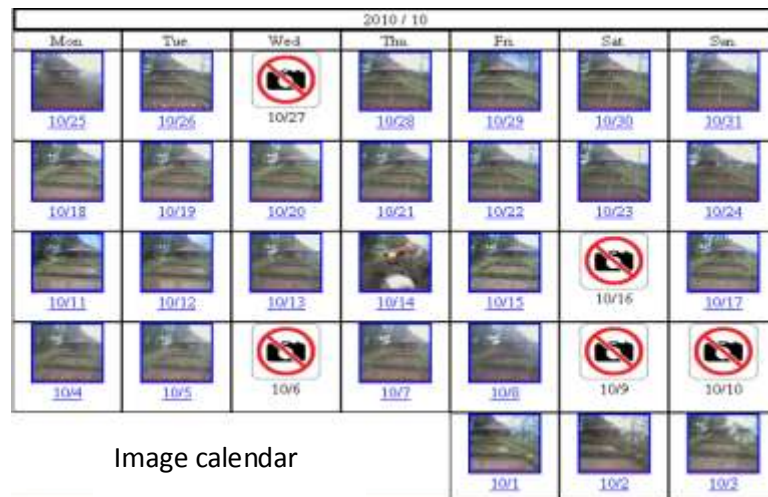 2010 / 10
Mon. Tue. Wed. Thu. Fri. Sat. Sun.
10/25 10/26 10/27 10/28 10/29 10/30 10/31
10/18 10/19 10/20 10/21 10/22 10/23 10/24
10/11 10/12 10/13 10/14 10/15 10/16 10/17
10/4 10/5 10/6 10/7 10/8 10/9 10/10
10/1 10/2 10/3
Image calendar